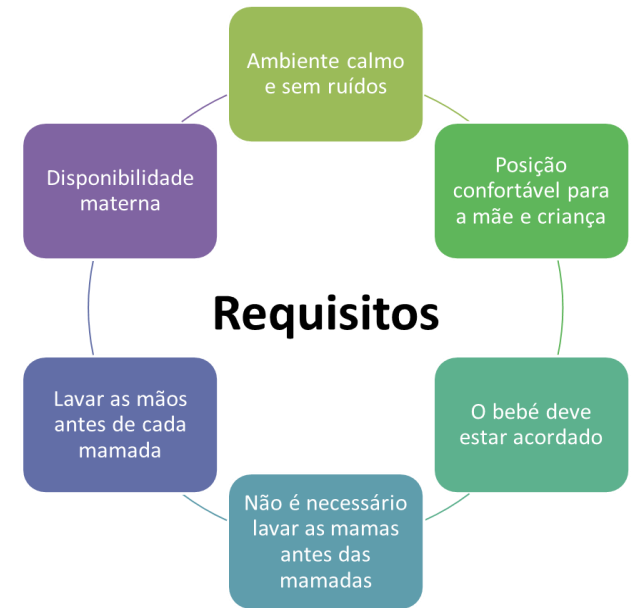 Ambiente calmo
e sem ruídos
Posição
confortável para
a mãe e criança
O bebé deve
estar acordado
Não é necessário
lavar as mamas
antes das
mamadas
Lavar as mãos
antes de cada
mamada
Disponibilidade
materna
Requisitos